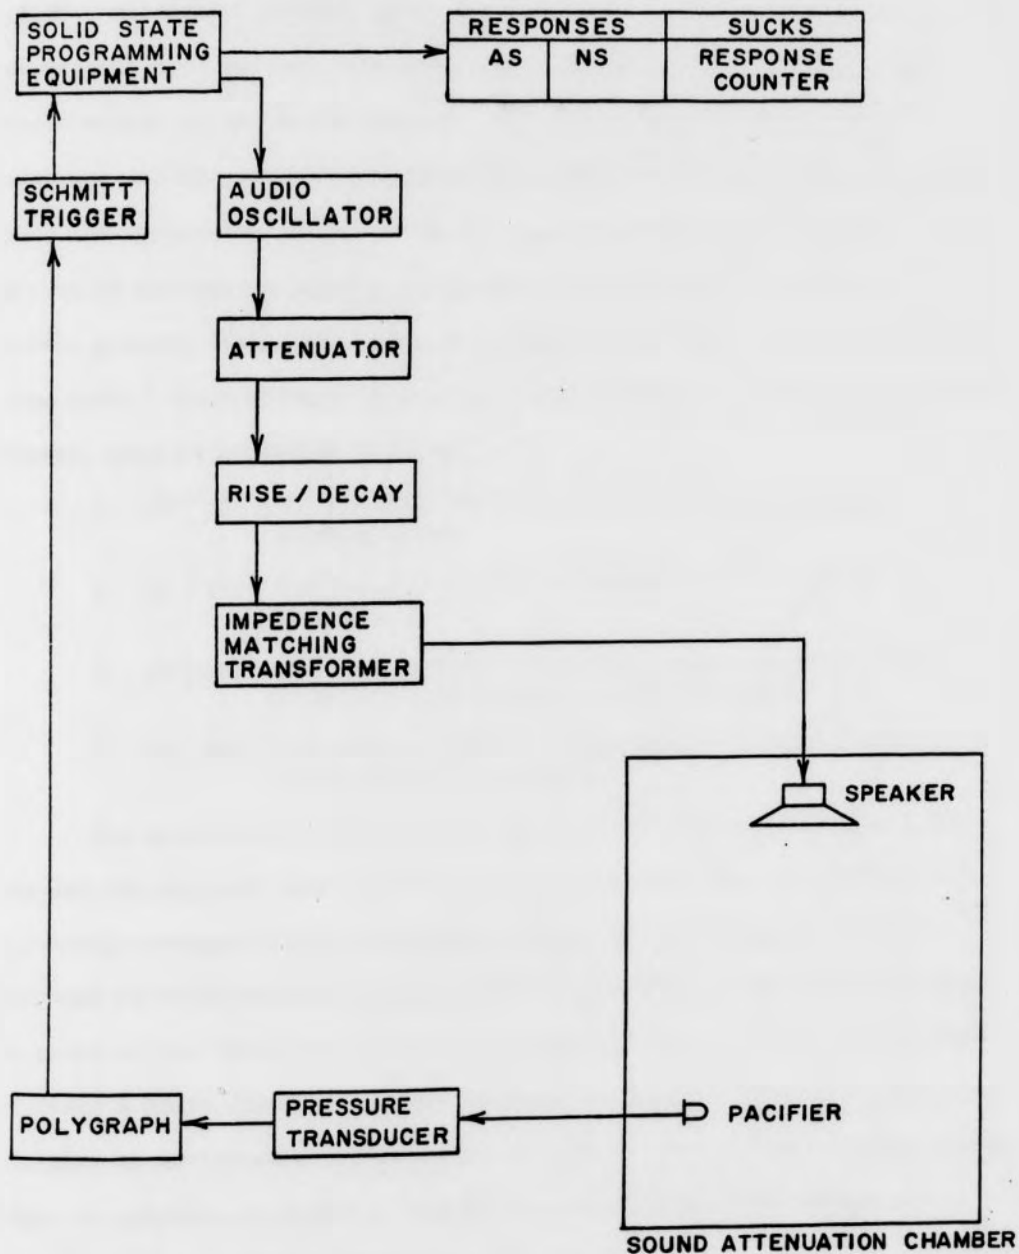 SOLID STATE
PROGRAMMING
EQUIPMENT
RESPONSES
SUCKS
AS
NS
RESPONSE
COUNTER
SCHMITT
TRIGGER
AUDIO
OSCILLATOR
ATTENUATOR
RISE / DECAY
IMPEDENCE
MATCHING
TRANSFORMER
SPEAKER
POLYGRAPH
PRESSURE
TRANSDUCER
PACIFIER
SOUND ATTENUATION CHAMBER